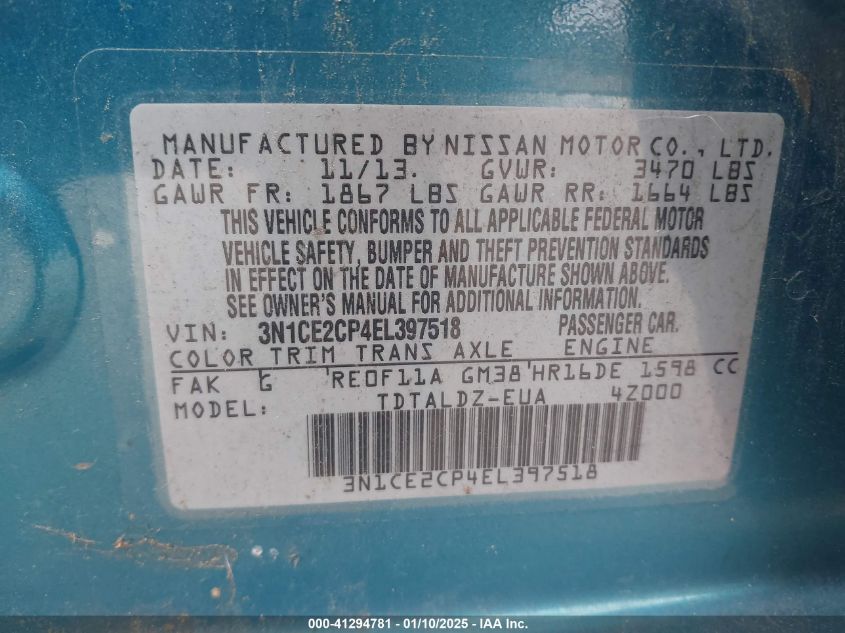 MANUFACTURED BY NISSAN MOTOR CO., LTD.
DATE: 11/13. GVWR: 3470 LBS
GAWR FR: 1867 LBS GAWR RR: 1664 LBS
THIS VEHICLE CONFORMS TO ALL APPLICABLE FEDERAL MOTOR
VEHICLE SAFETY, BUMPER AND THEFT PREVENTION STANDARDS
IN EFFECT ON THE DATE OF MANUFACTURE SHOWN ABOVE.
SEE OWNER'S MANUAL FOR ADDITIONAL INFORMATION.
VIN: 3N1CE2CP4EL397518 PASSENGER CAR.
COLOR TRIM TRANS AXLE ENGINE
FAK G RE0F11A GM38 HR16DE 1598 CC
MODEL: TDTALDZ-EUA 4Z000
3N1CE2CP4EL397518
000-41294781 - 01/10/2025 - IAA Inc.